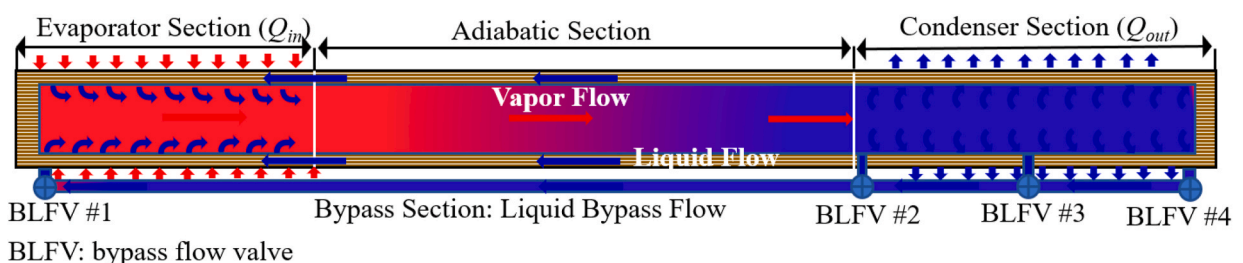 Evaporator Section (Qin)
Adiabatic Section
Condenser Section (Qout)
Vapor Flow
Liquid Flow
BLFV #1
Bypass Section: Liquid Bypass Flow
BLFV #2
BLFV #3
BLFV #4
BLFV: bypass flow valve